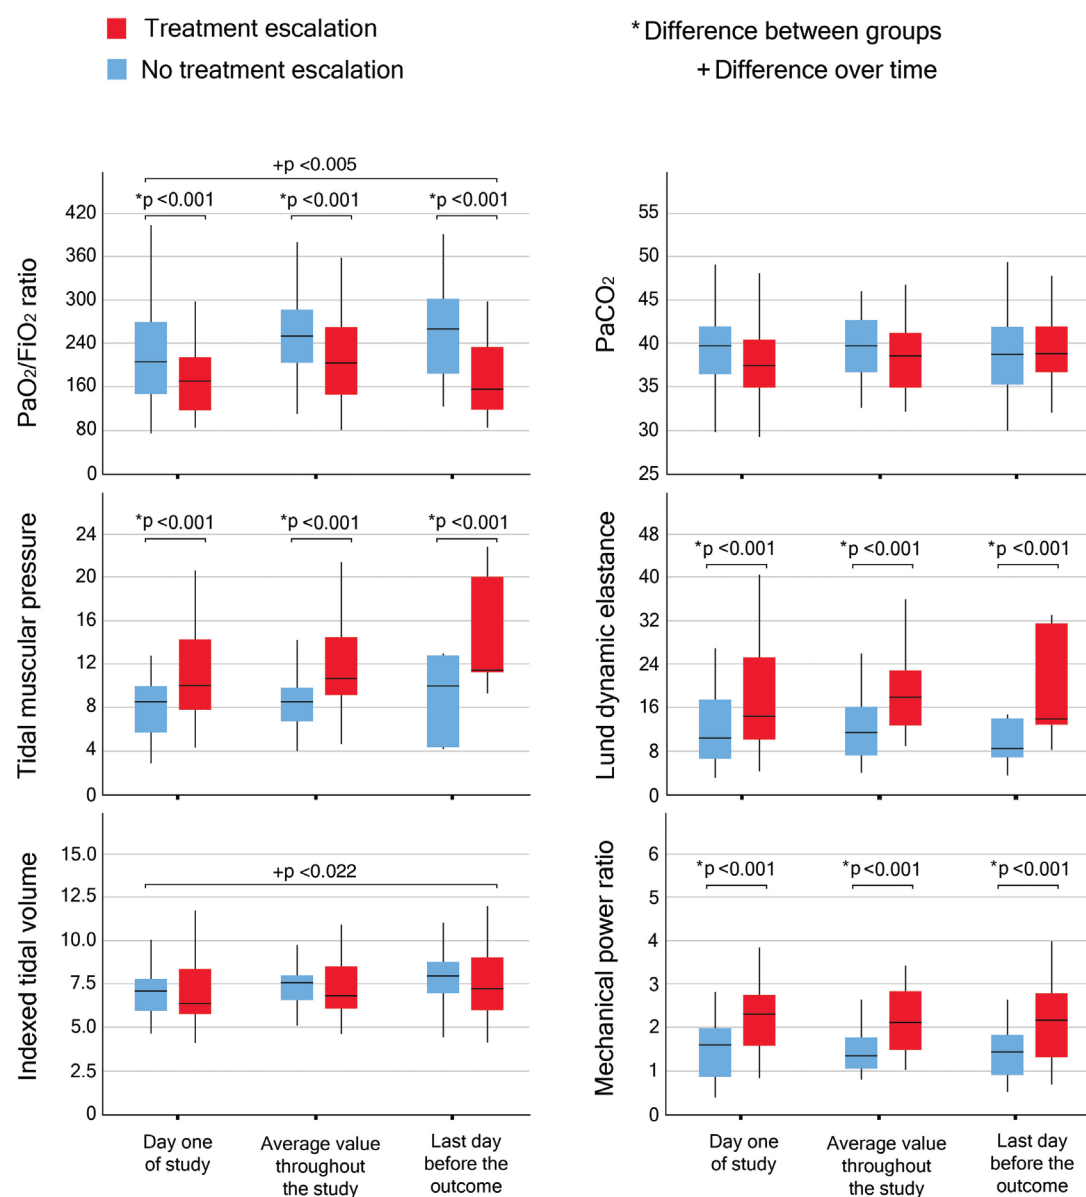 Treatment escalation
No treatment escalation
*Difference between groups
+Difference over time
PaO2/FiO2 ratio
+p <0.005
*p <0.001
*p <0.001
*p <0.001
420
360
300
240
160
80
0
PaCO2
55
50
45
40
35
30
25
Tidal muscular pressure
*p <0.001
*p <0.001
*p <0.001
24
20
16
12
8
4
0
Lund dynamic elastance
*p <0.001
*p <0.001
*p <0.001
48
40
32
24
16
8
0
Indexed tidal volume
+p <0.022
15.0
12.5
10.0
7.5
5.0
2.5
0
Day one
of study
Average value
throughout
the study
Last day
before the
outcome
Mechanical power ratio
*p <0.001
*p <0.001
*p <0.001
6
5
4
3
2
1
0
Day one
of study
Average value
throughout the
study
Last day
before the
outcome